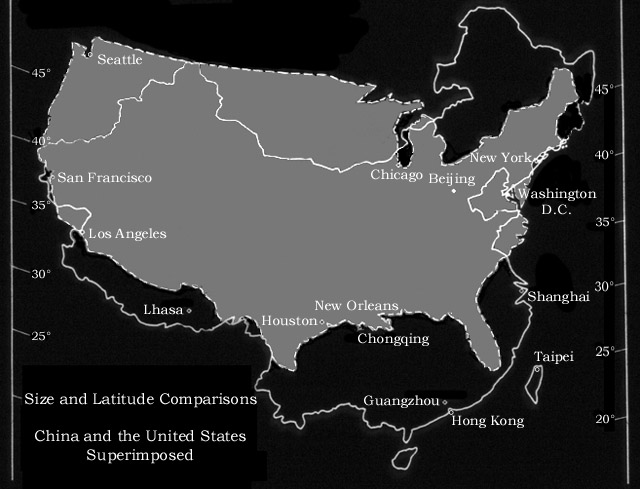 Seattle
45°
45°
40°
New York
40°
Chicago
Beijing
San Francisco
Washington
D.C.
35°
35°
Los Angeles
30°
30°
Shanghai
Lhasa
New Orleans
Houston
25°
Chongqing
25°
Taipei
Size and Latitude Comparisons
Guangzhou
Hong Kong
20°
China and the United States
Superimposed